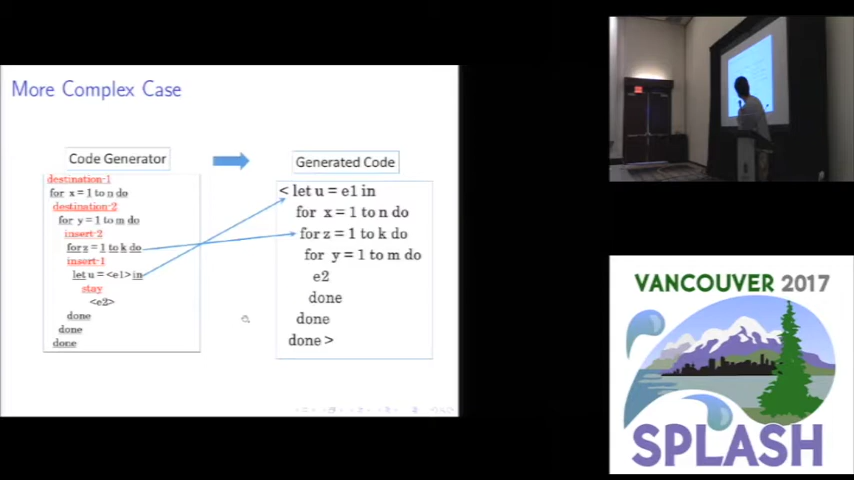 More Complex Case
Code Generator
destination-1
for x = 1 to n do
destination-2
for y = 1 to m do
insert-2
for z = 1 to k do
insert-1
let u = <e1> in
stay
<e2>
done
done
done
Generated Code
< let u = e1 in
for x = 1 to n do
for z = 1 to k do
for y = 1 to m do
e2
done
done
done >
VANCOUVER 2017
SPLASH